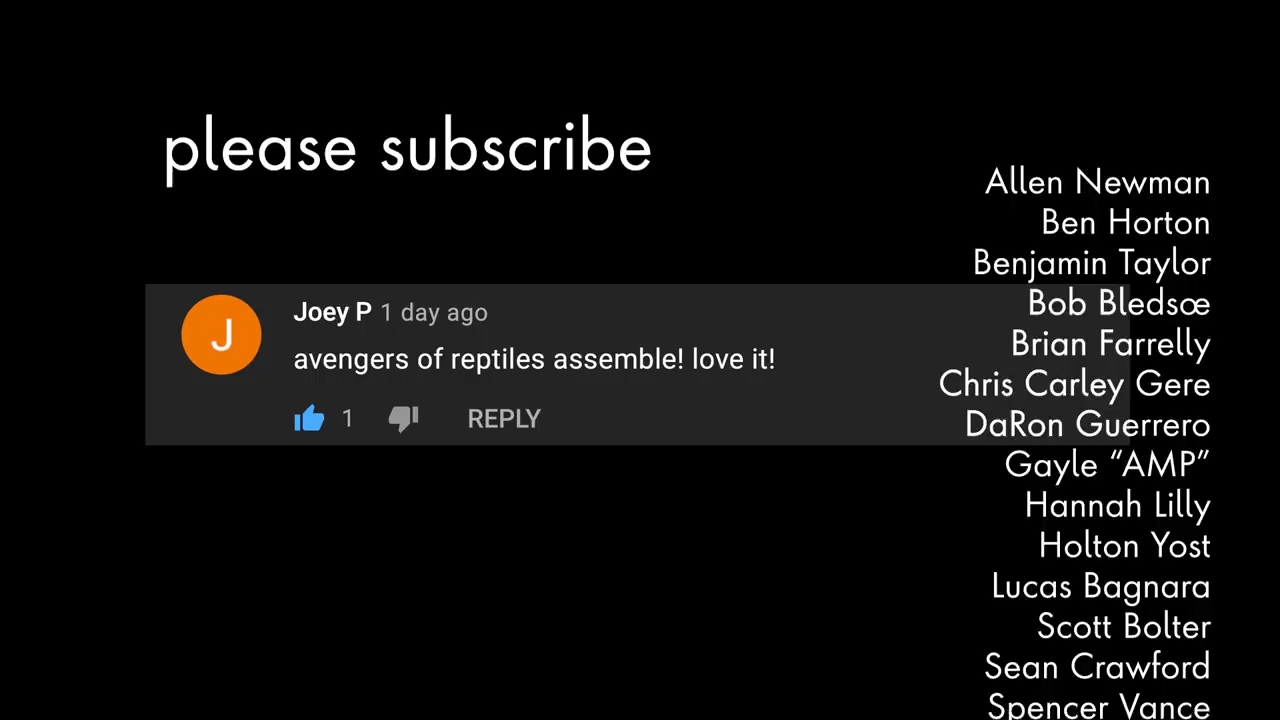 please subscribe
Joey P 1 day ago
avengers of reptiles assemble! love it!
1 REPLY
Allen Newman
Ben Horton
Benjamin Taylor
Bob Bledsœ
Brian Farrelly
Chris Carley Gere
DaRon Guerrero
Gayle “AMP”
Hannah Lilly
Holton Yost
Lucas Bagnara
Scott Bolter
Sean Crawford
Spencer Vance